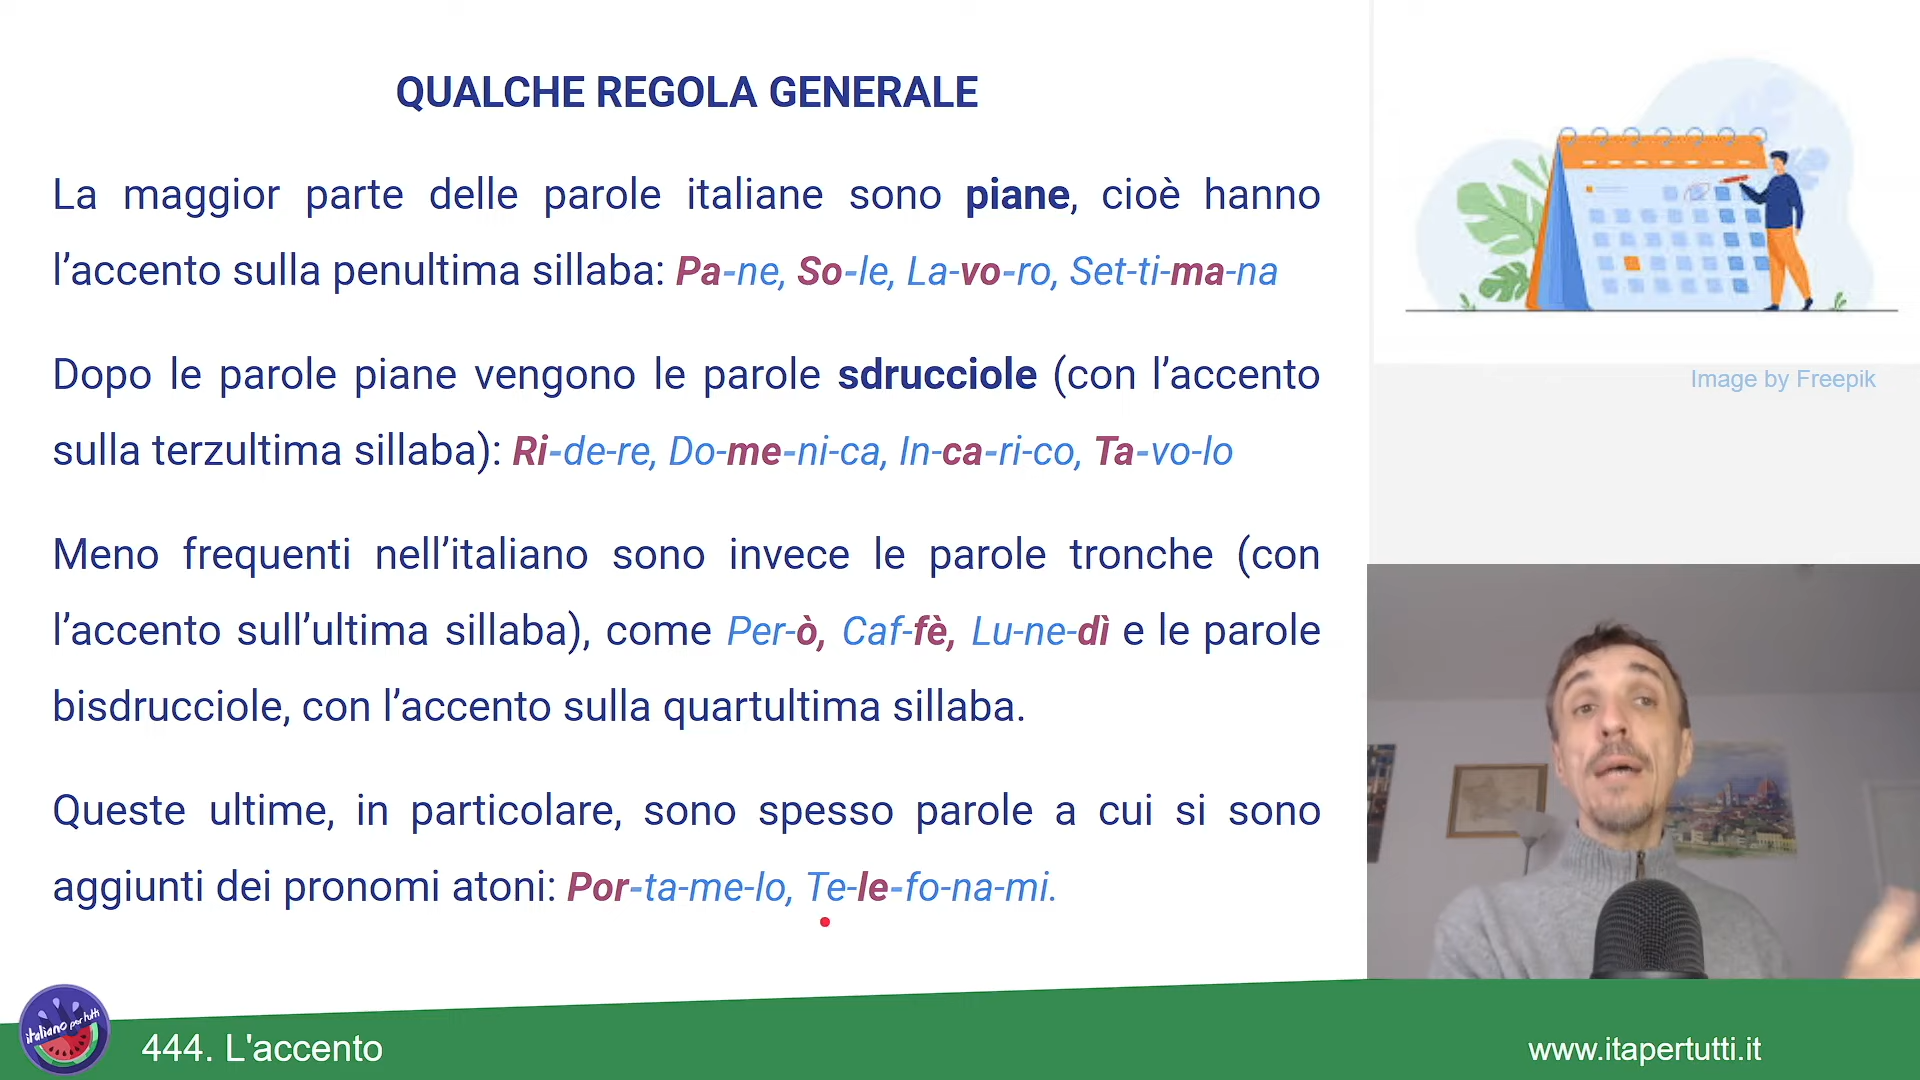 QUALCHE REGOLA GENERALE
La maggior parte delle parole italiane sono piane, cioè hanno
l’accento sulla penultima sillaba: Pa-ne, So-le, La-vo-ro, Set-ti-ma-na
Dopo le parole piane vengono le parole sdrucciole (con l’accento
sulla terzultima sillaba): Ri-de-re, Do-me-ni-ca, In-ca-ri-co, Ta-vo-lo
Meno frequenti nell’italiano sono invece le parole tronche (con
l’accento sull’ultima sillaba), come Per-ò, Caf-fè, Lu-ne-dì e le parole
bisdrucciole, con l’accento sulla quartultima sillaba.
Queste ultime, in particolare, sono spesso parole a cui si sono
aggiunti dei pronomi atoni: Por-ta-me-lo, Te-le-fo-na-mi.
Image by Freepik
italiano per tutti
444. L'accento
www.itapertutti.it